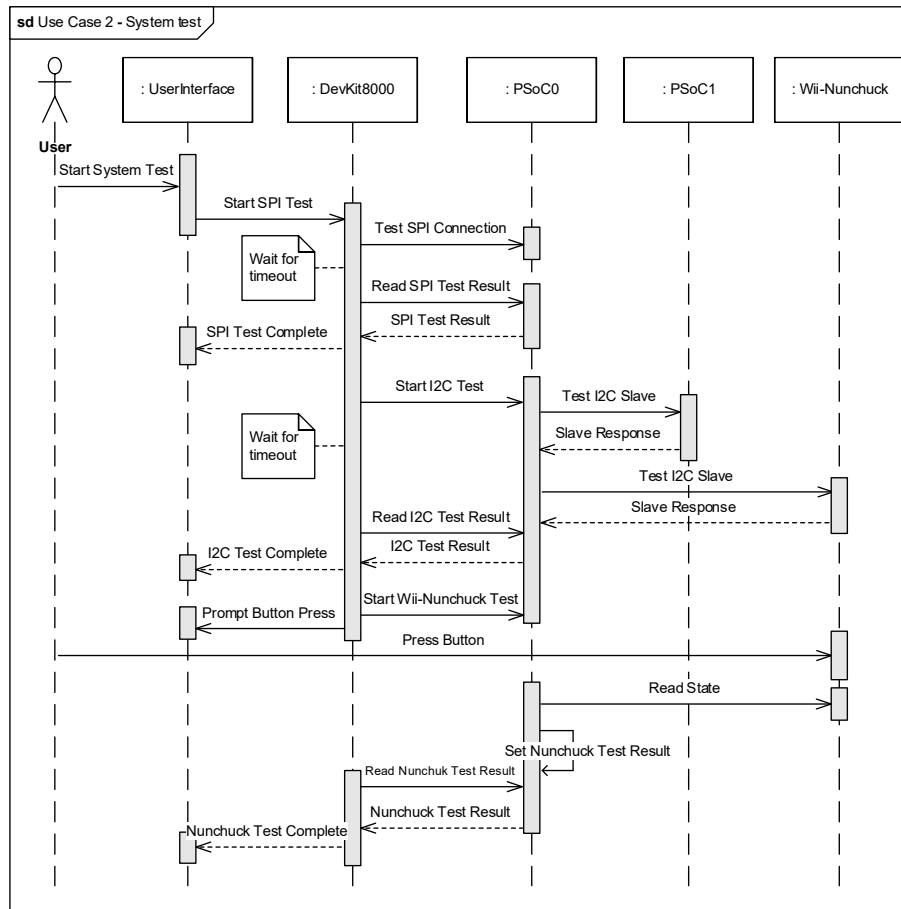 sd Use Case 2 - System test
: UserInterface
: DevKit8000
: PSoC0
: PSoC1
: Wii-Nunchuck
User
Start System Test
Start SPI Test
Test SPI Connection
Wait for
timeout
Read SPI Test Result
SPI Test Result
SPI Test Complete
Start I2C Test
Test I2C Slave
Wait for
timeout
Slave Response
Test I2C Slave
Slave Response
Read I2C Test Result
I2C Test Result
I2C Test Complete
Start Wii-Nunchuck Test
Prompt Button Press
Press Button
Read State
Set Nunchuck Test Result
Read Nunchuk Test Result
Nunchuck Test Result
Nunchuck Test Complete